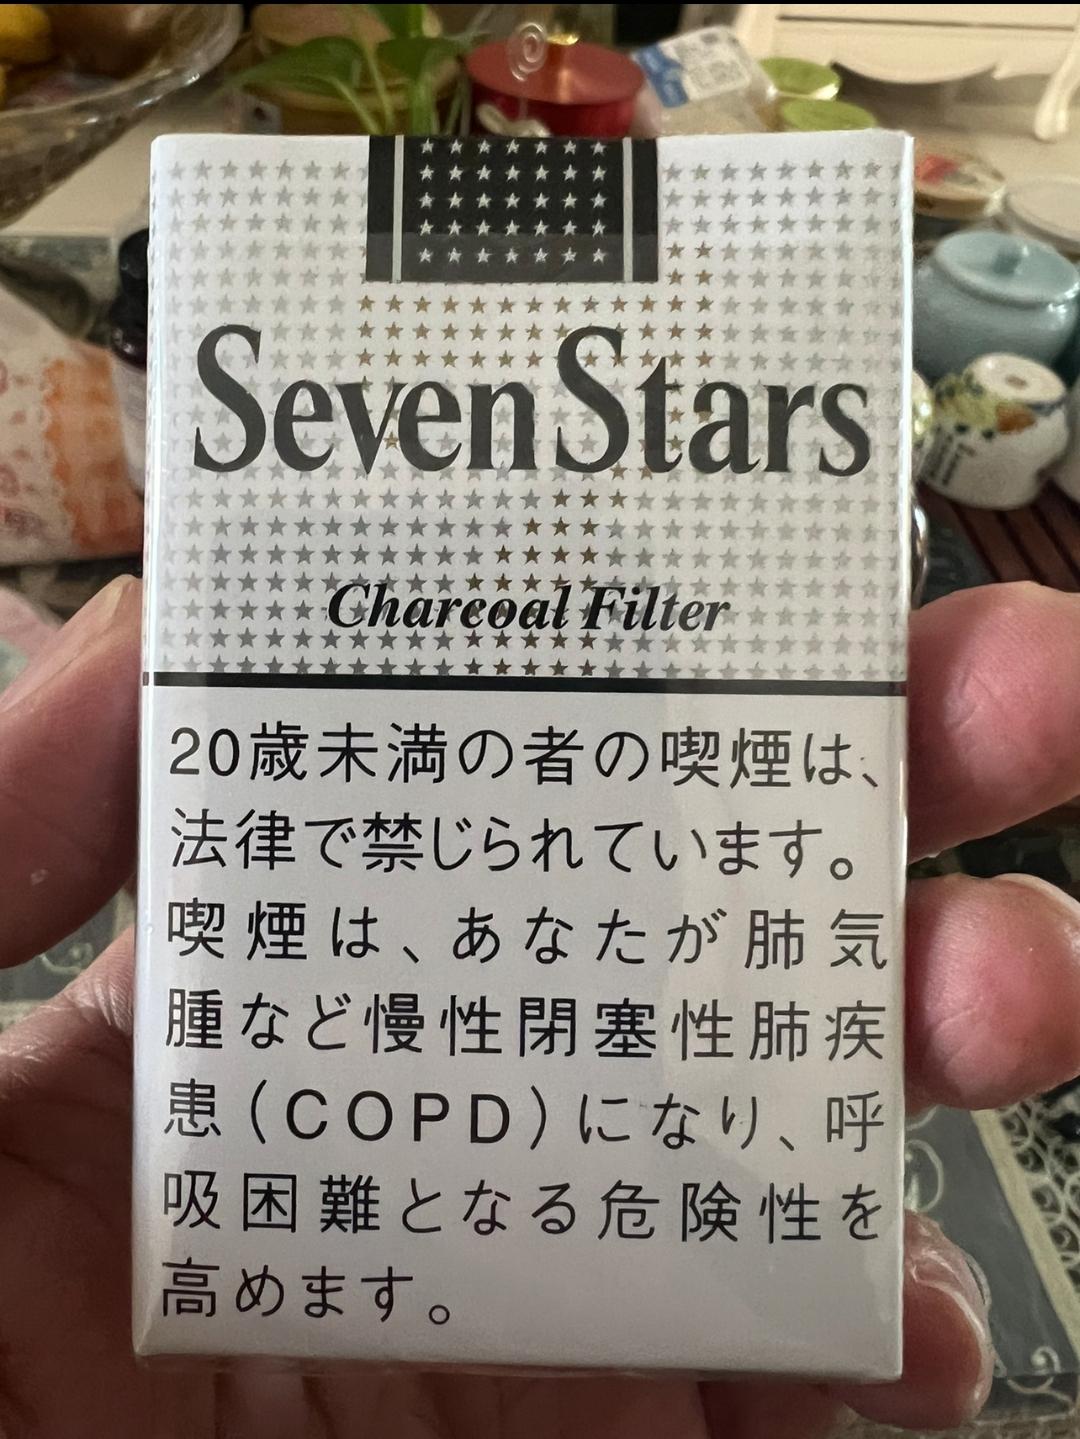 Seven Stars
Charcoal Filter
20歳未満の者の喫煙は、
法律で禁じられています。
喫煙は、あなたが肺気
腫など慢性閉塞性肺疾
患(COPD)になり、呼
吸困難となる危険性を
高めます。